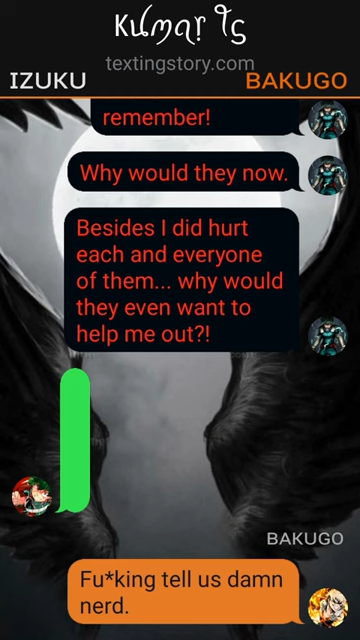 Kumar Ts
textingstory.com
IZUKU
BAKUGO
remember!
Why would they now.
Besides I did hurt
each and everyone
of them... why would
they even want to
help me out?!
BAKUGO
Fu*king tell us damn
nerd.